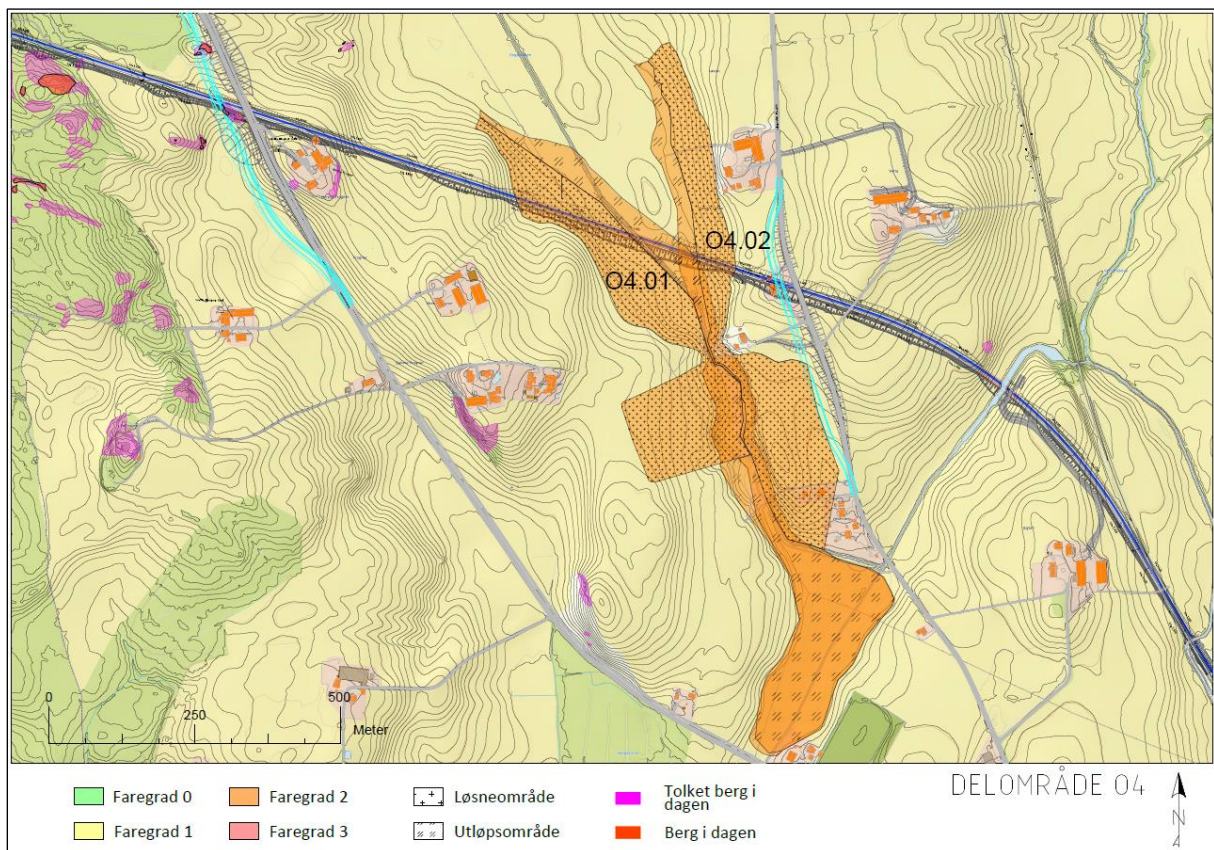 O4.02
O4.01
0
250
500
Meter
Faregrad 0
Faregrad 2
Løsneområde
Tolket berg i
dagen
Faregrad 1
Faregrad 3
Utløpsområde
Berg i dagen
DELOMRÅDE O4
N